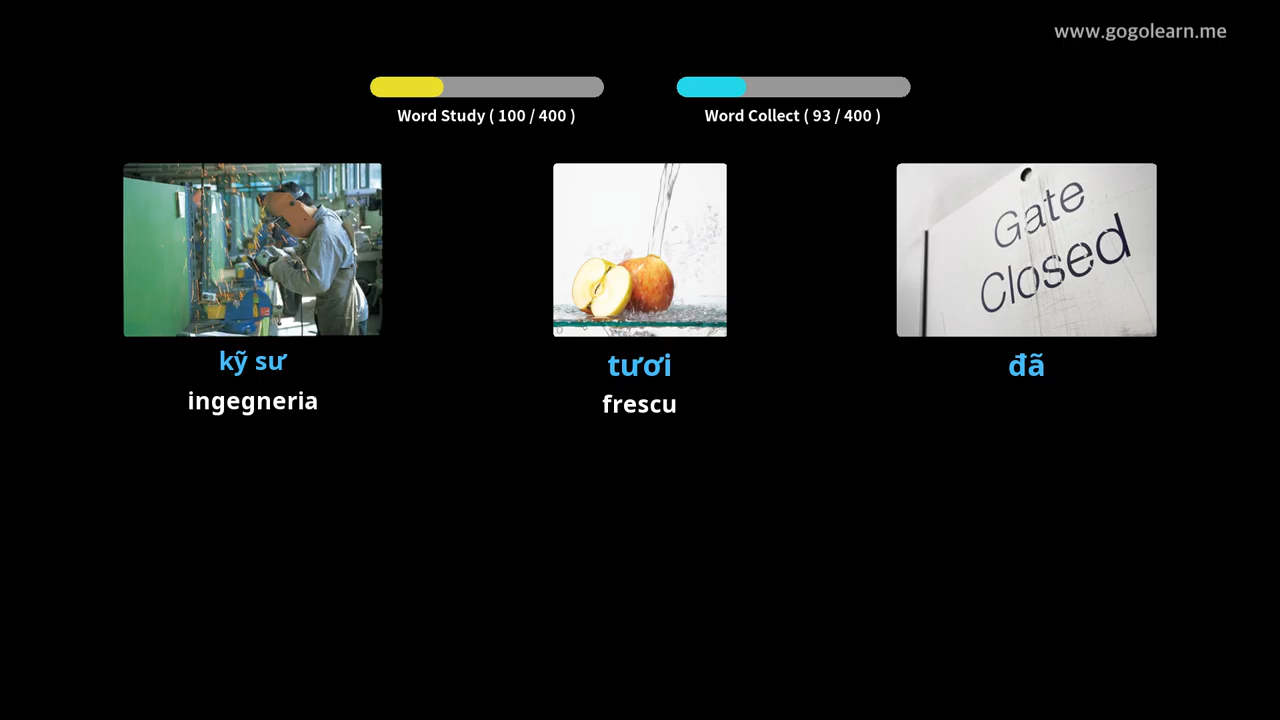 www.gogolearn.me
Word Study ( 100 / 400 )
Word Collect ( 93 / 400 )
Gate
Closed
kỹ sư
ingegneria
tươi
frescu
đã